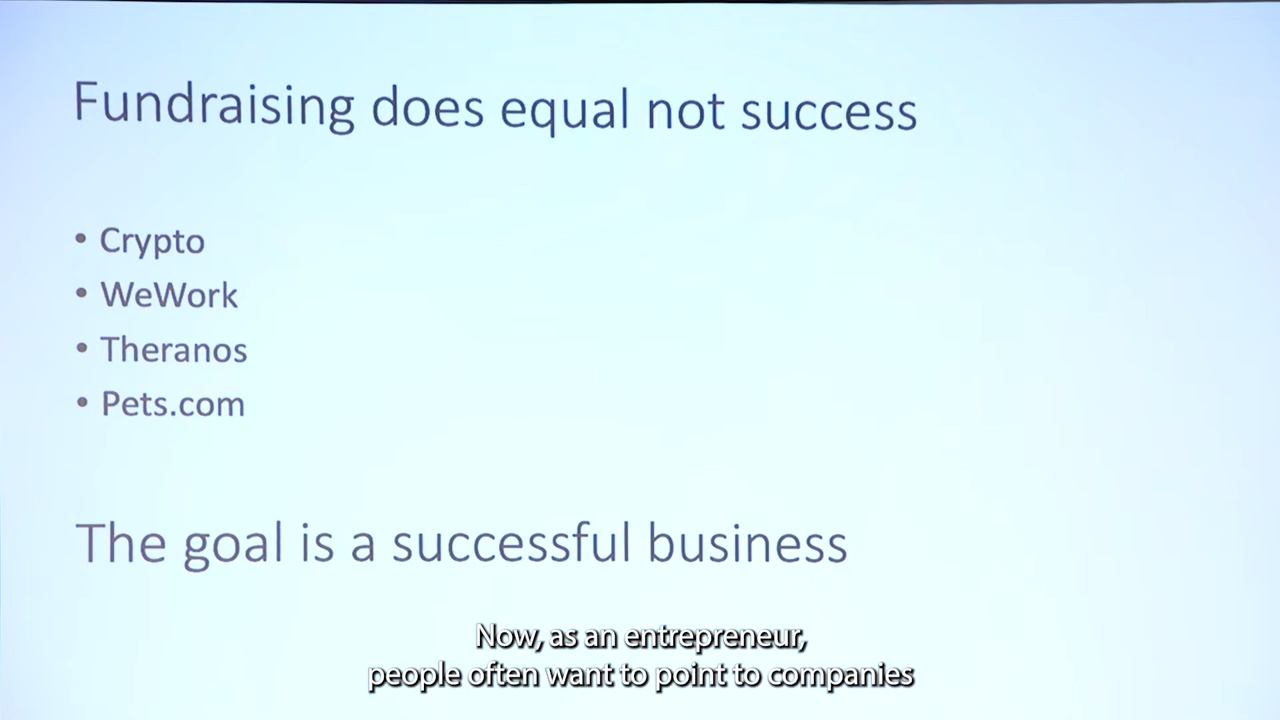 Fundraising does equal not success
• Crypto
• WeWork
• Theranos
• Pets.com
The goal is a successful business
Now, as an entrepreneur,
people often want to point to companies